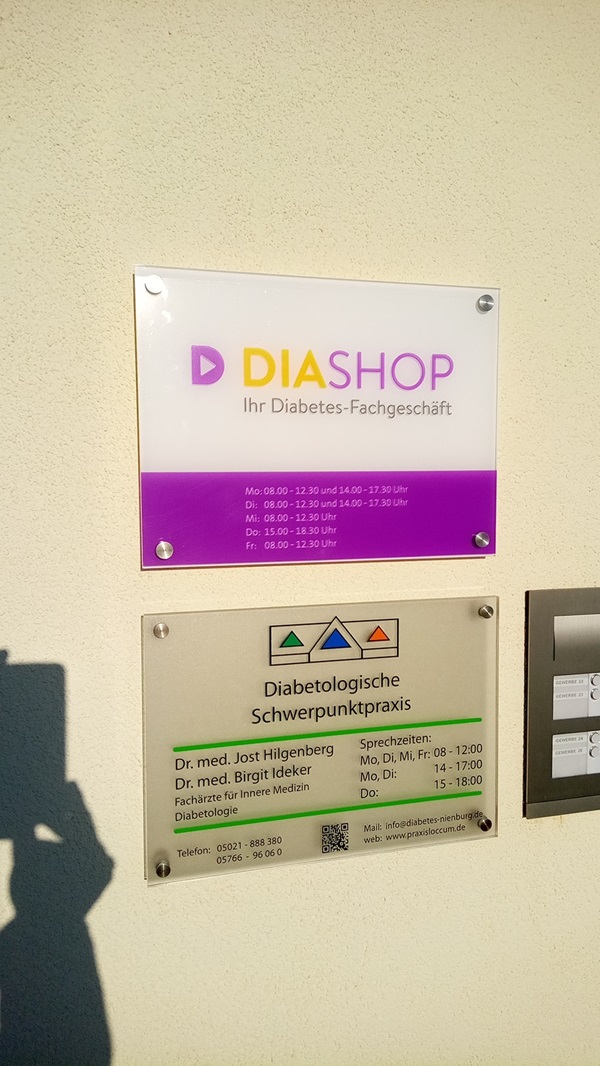 DIASHOP
Ihr Diabetes-Fachgeschäft
Mo: 08.00 - 12.30 und 14.00 - 17.30 Uhr
Di: 08.00 - 12.30 und 14.00 - 17.30 Uhr
Mi: 08.00 - 12.30 Uhr
Do: 15.00 - 18.30 Uhr
Fr: 08.00 - 12.30 Uhr
Diabetologische
Schwerpunktpraxis
Dr. med. Jost Hilgenberg
Dr. med. Birgit Ideker
Fachärzte für Innere Medizin
Diabetologie
Sprechzeiten:
Mo, Di, Mi, Fr: 08 - 12:00
Mo, Di: 14 - 17:00
Do: 15 - 18:00
Telefon: 05021 - 888 380
05766 - 96 06 0
Mail: info@diabetes-nienburg.de
web: www.praxisloccum.de
GEWERBE
GEWERBE
GEWERBE
GEWERBE